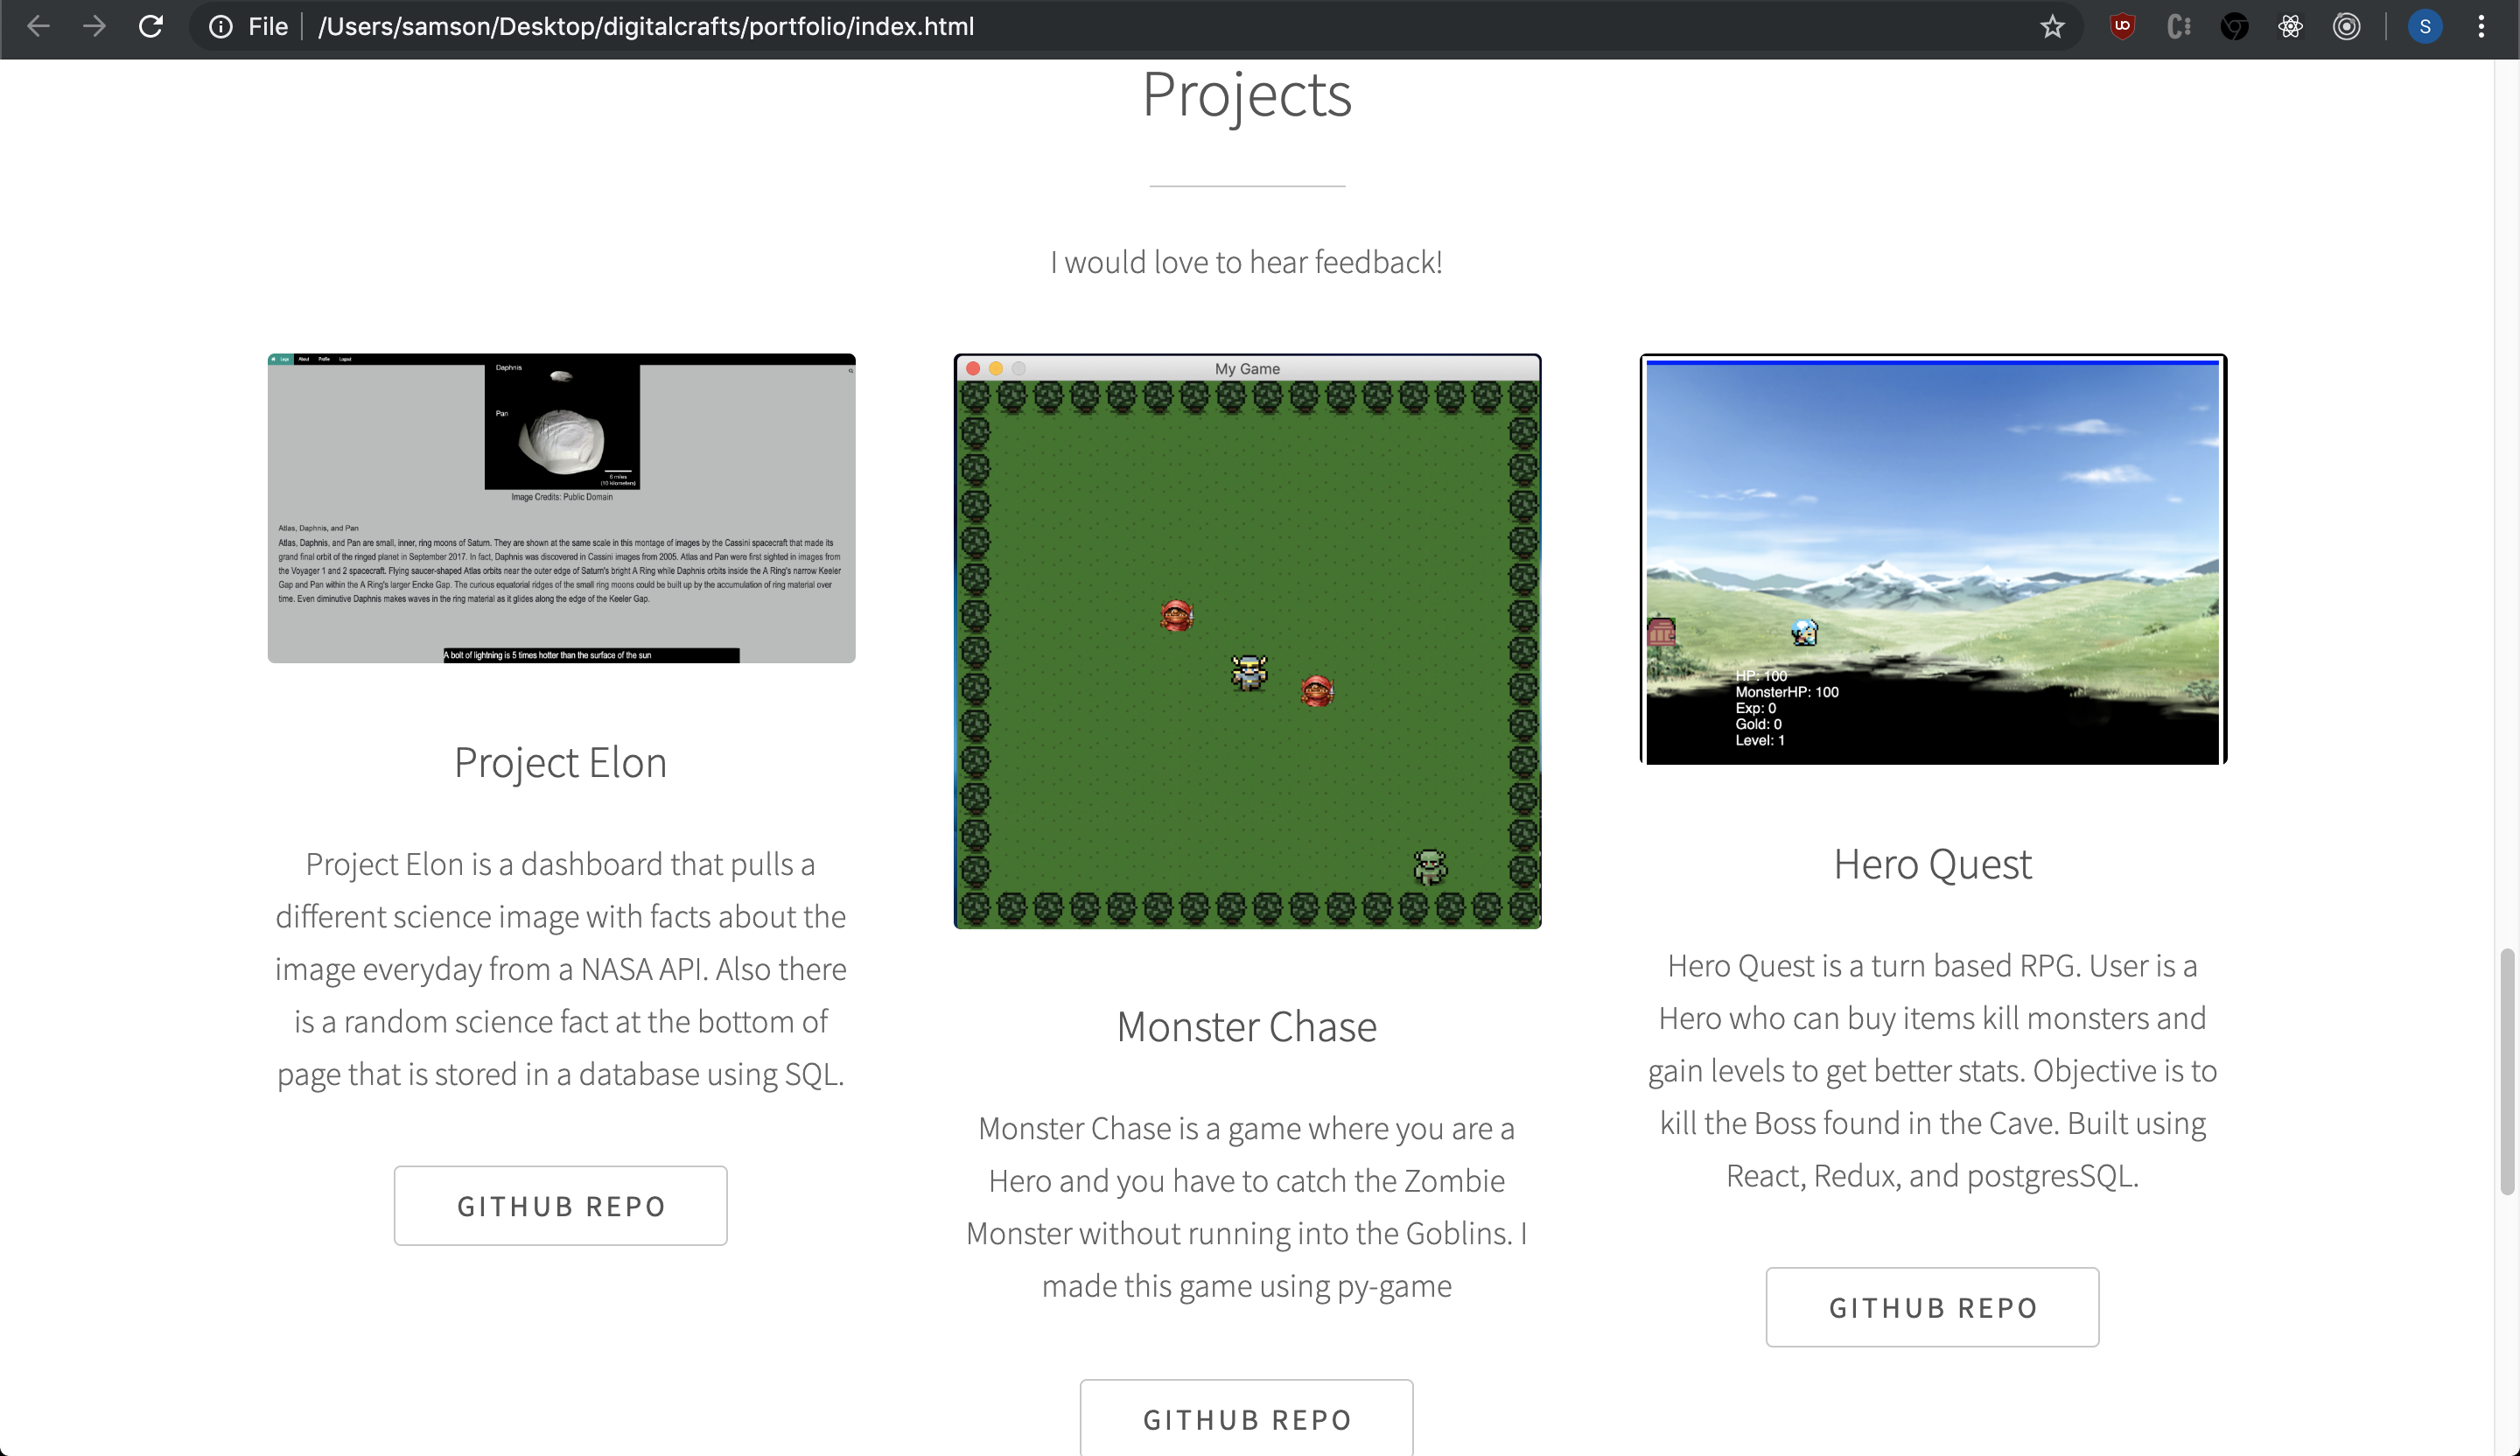 File /Users/samson/Desktop/digitalcrafts/portfolio/index.html
S
Projects
I would love to hear feedback!
Logo About Profile Logout
Daphnis
Pan
6 miles
(10 kilometers)
Image Credits: Public Domain
Atlas, Daphnis, and Pan
Atlas, Daphnis, and Pan are small, inner, ring moons of Saturn. They are shown at the same scale in this montage of images by the Cassini spacecraft that made its
grand final orbit of the ringed planet in September 2017. In fact, Daphnis was discovered in Cassini images from 2005. Atlas and Pan were first sighted in images from
the Voyager 1 and 2 spacecraft. Flying saucer-shaped Atlas orbits near the outer edge of Saturn's bright A Ring while Daphnis orbits inside the A Ring's narrow Keeler
Gap and Pan within the A Ring's larger Encke Gap. The curious equatorial ridges of the small ring moons could be built up by the accumulation of ring material over
time. Even diminutive Daphnis makes waves in the ring material as it glides along the edge of the Keeler Gap.
A bolt of lightning is 5 times hotter than the surface of the sun
Project Elon
Project Elon is a dashboard that pulls a
different science image with facts about the
image everyday from a NASA API. Also there
is a random science fact at the bottom of
page that is stored in a database using SQL.
GITHUB REPO
My Game
Monster Chase
Monster Chase is a game where you are a
Hero and you have to catch the Zombie
Monster without running into the Goblins. I
made this game using py-game
GITHUB REPO
HP: 100
MonsterHP: 100
Exp: 0
Gold: 0
Level: 1
Hero Quest
Hero Quest is a turn based RPG. User is a
Hero who can buy items kill monsters and
gain levels to get better stats. Objective is to
kill the Boss found in the Cave. Built using
React, Redux, and postgresSQL.
GITHUB REPO